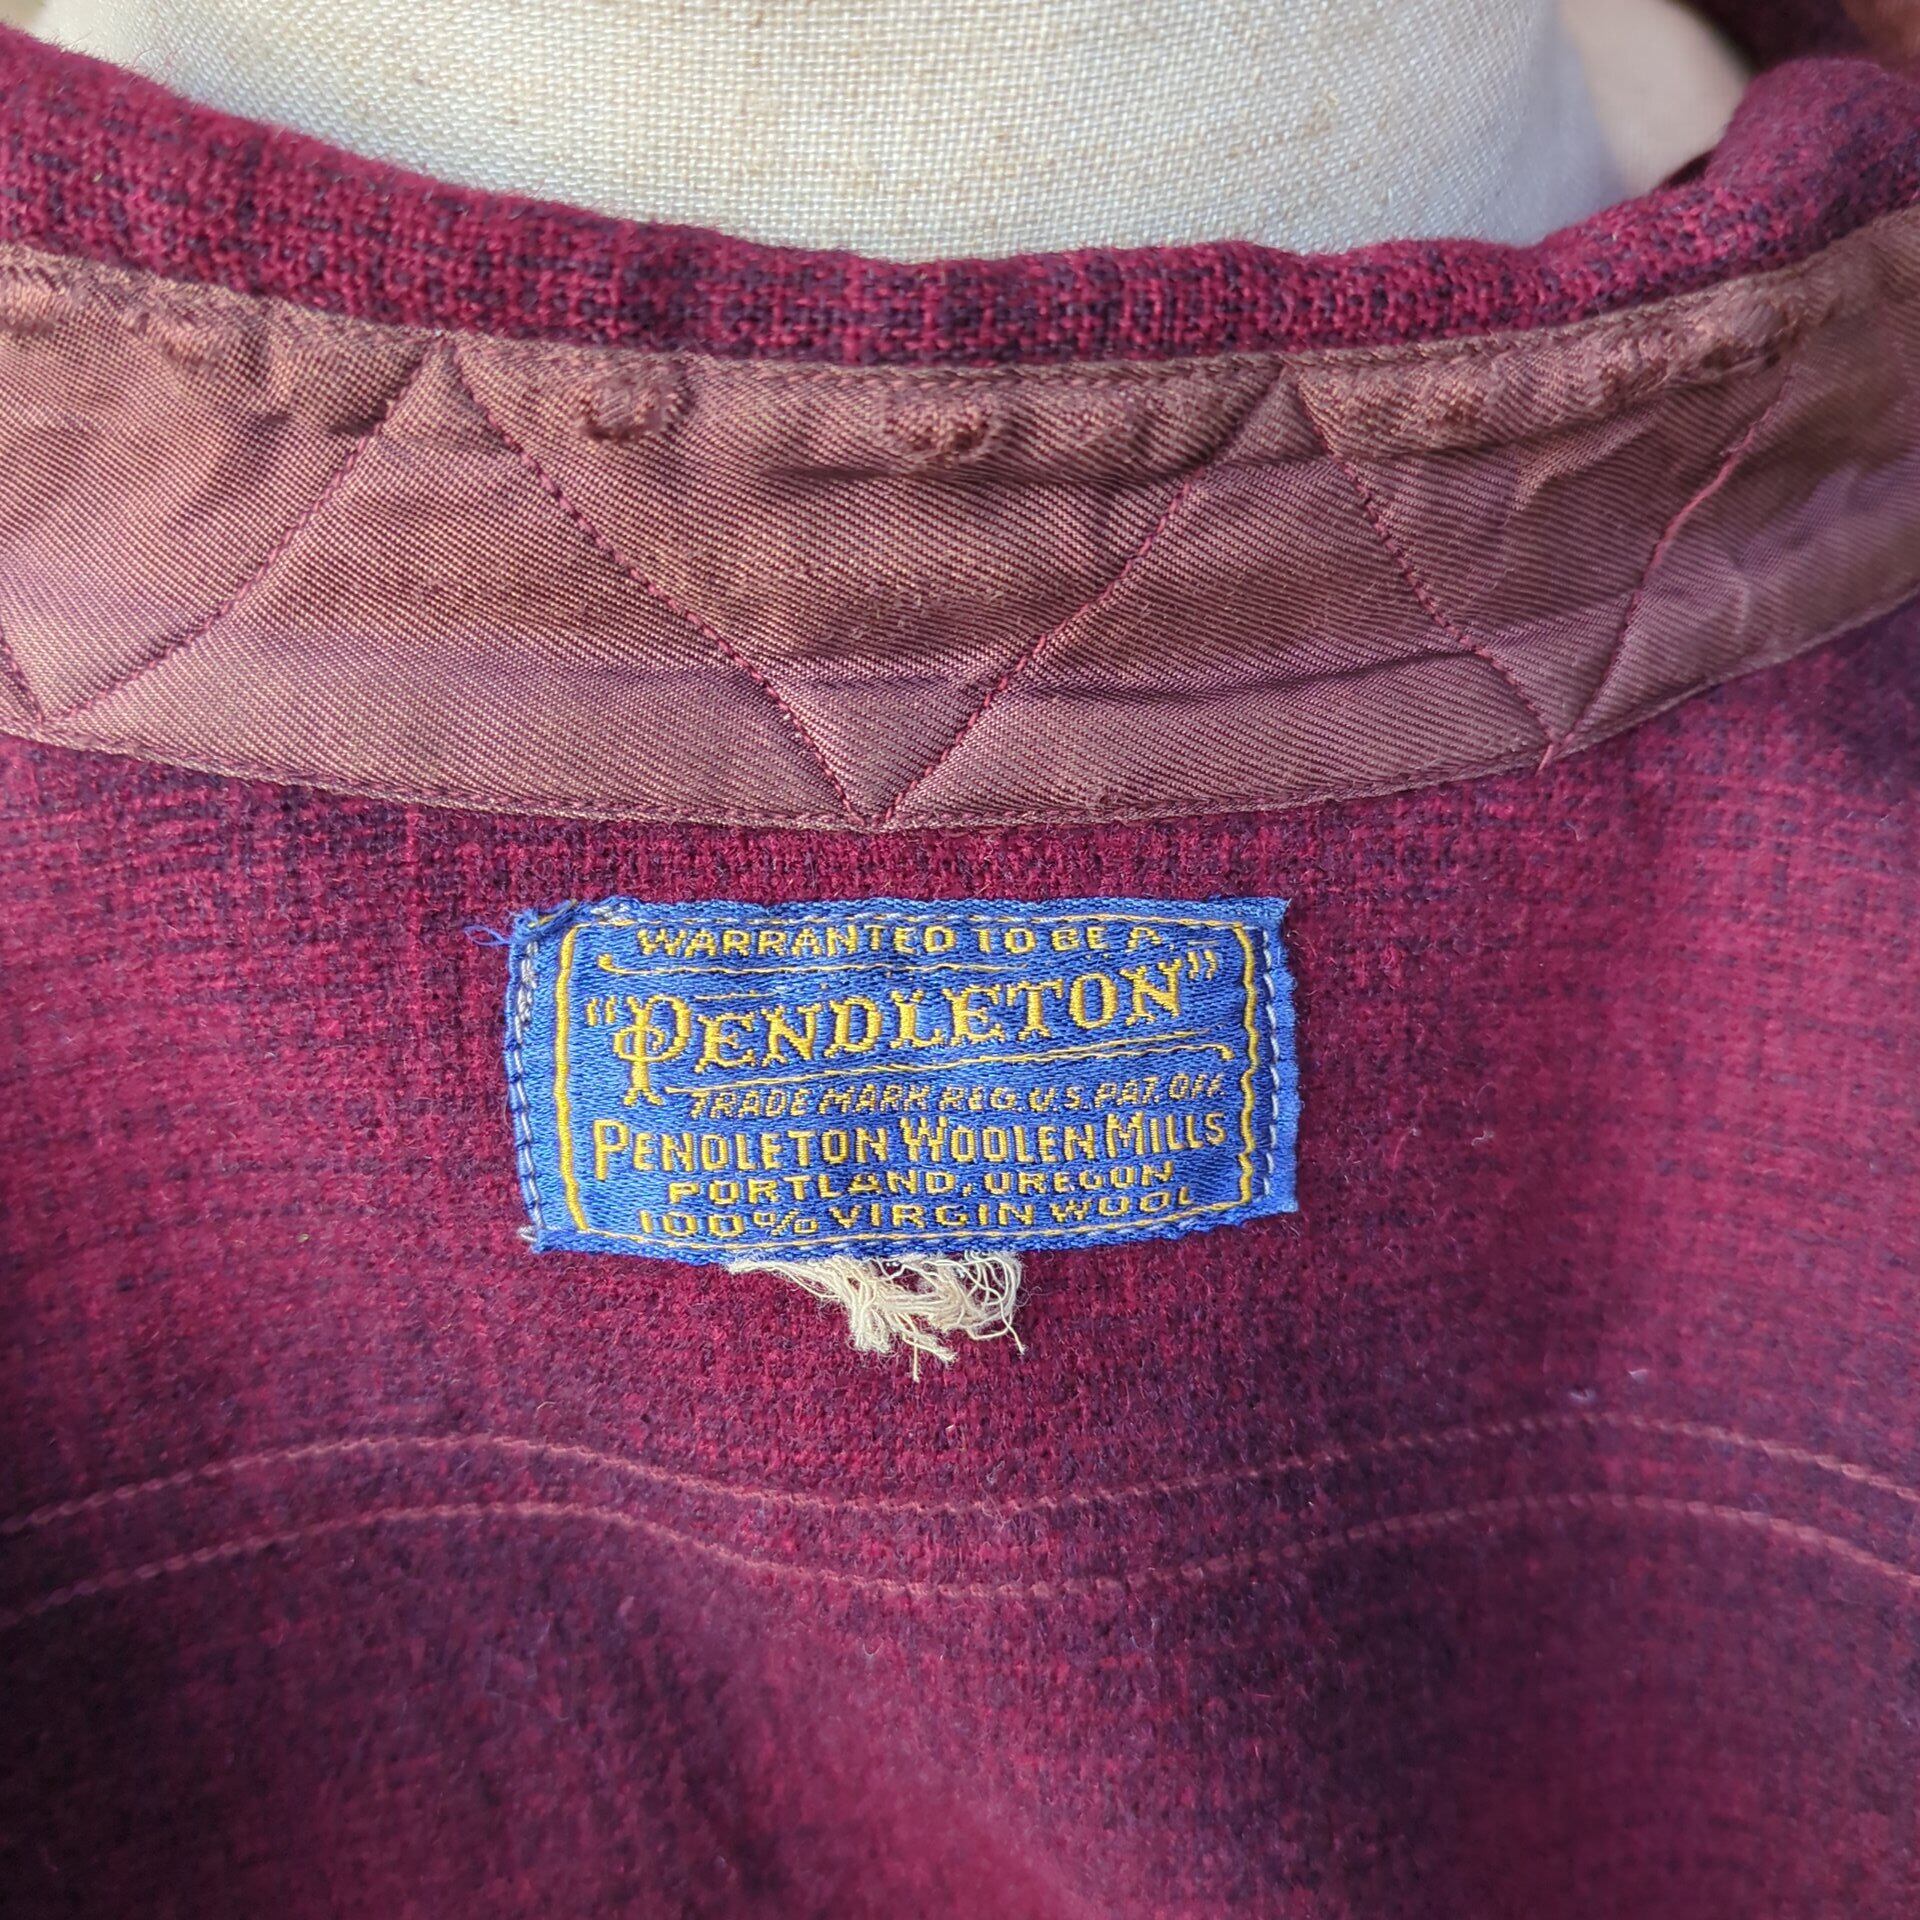 WARRANTED TO BE A
"PENDLETON"
TRADE MARK REG. U.S. PAT. OFF.
PENDLETON WOOLEN MILLS
PORTLAND, OREGON
100% VIRGIN WOOL